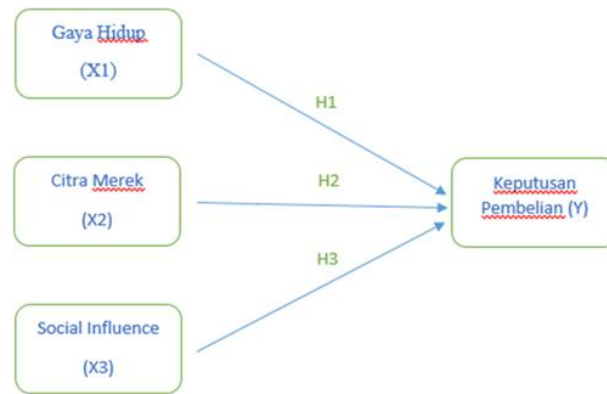 Gaya Hidup
(X1)
H1
Citra Merek
(X2)
H2
Keputusan
Pembelian (Y)
H3
Social Influence
(X3)